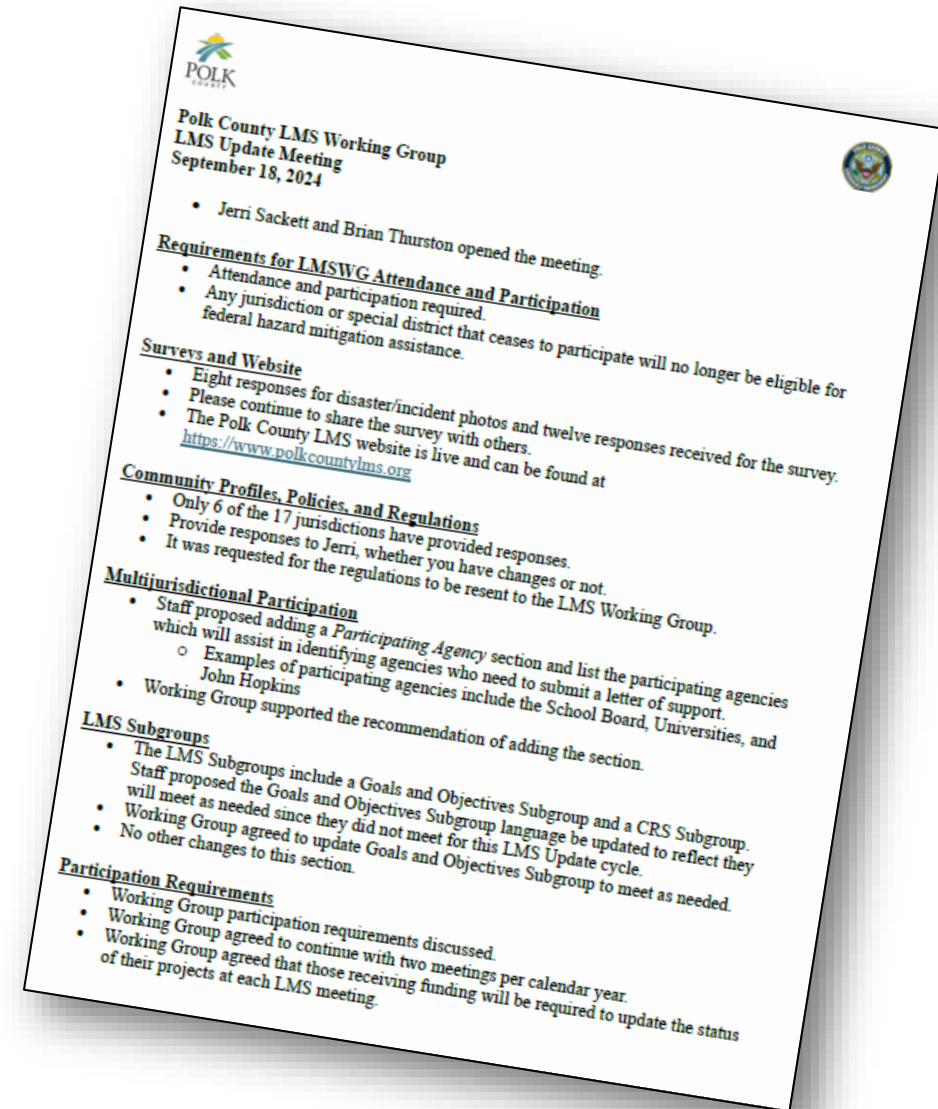 POLK
COUNTY
Polk County LMS Working Group
LMS Update Meeting
September 18, 2024
• Jerri Sackett and Brian Thurston opened the meeting.
Requirements for LMSWG Attendance and Participation
• Attendance and participation required.
• Any jurisdiction or special district that ceases to participate will no longer be eligible for
federal hazard mitigation assistance.
Surveys and Website
• Eight responses for disaster/incident photos and twelve responses received for the survey.
• Please continue to share the survey with others.
• The Polk County LMS website is live and can be found at
https://www.polkcountylms.org
Community Profiles, Policies, and Regulations
• Only 6 of the 17 jurisdictions have provided responses.
• Provide responses to Jerri, whether you have changes or not.
• It was requested for the regulations to be resent to the LMS Working Group.
Multijurisdictional Participation
• Staff proposed adding a Participating Agency section and list the participating agencies
which will assist in identifying agencies who need to submit a letter of support.
o Examples of participating agencies include the School Board, Universities, and
John Hopkins
• Working Group supported the recommendation of adding the section.
LMS Subgroups
• The LMS Subgroups include a Goals and Objectives Subgroup and a CRS Subgroup.
Staff proposed the Goals and Objectives Subgroup language be updated to reflect they
will meet as needed since they did not meet for this LMS Update cycle.
• Working Group agreed to update Goals and Objectives Subgroup to meet as needed.
• No other changes to this section.
Participation Requirements
• Working Group participation requirements discussed.
• Working Group agreed to continue with two meetings per calendar year.
• Working Group agreed that those receiving funding will be required to update the status
of their projects at each LMS meeting.